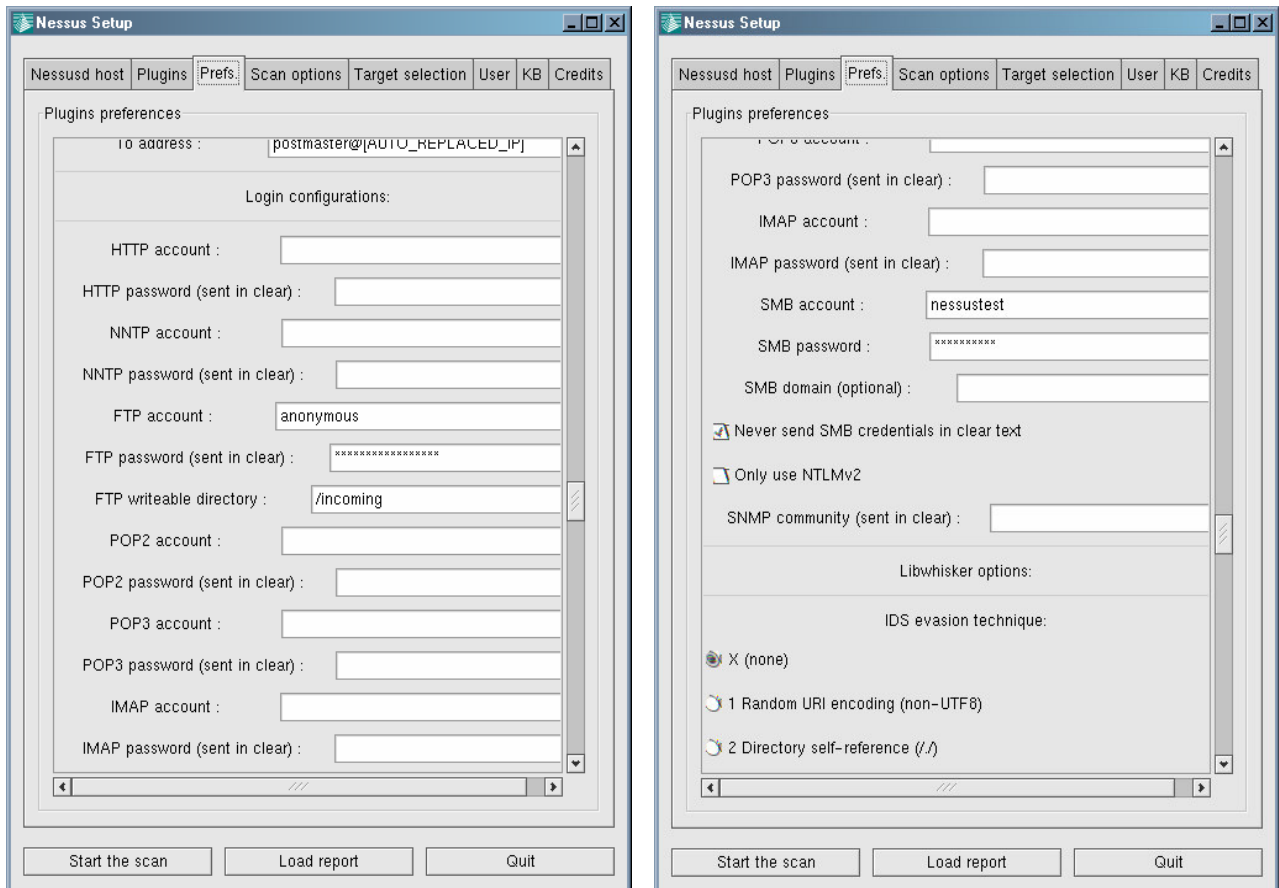 Nessus Setup
Nessusd host Plugins Prefs. Scan options Target selection User KB Credits
Plugins preferences
To address : postmaster@[AUTO_REPLACED_IP]
Login configurations:
HTTP account :
HTTP password (sent in clear) :
NNTP account :
NNTP password (sent in clear) :
FTP account : anonymous
FTP password (sent in clear) : *****************
FTP writeable directory : /incoming
POP2 account :
POP2 password (sent in clear) :
POP3 account :
POP3 password (sent in clear) :
IMAP account :
IMAP password (sent in clear) :
Start the scan Load report Quit
Nessus Setup
Nessusd host Plugins Prefs. Scan options Target selection User KB Credits
Plugins preferences
POP3 account :
POP3 password (sent in clear) :
IMAP account :
IMAP password (sent in clear) :
SMB account : nessustest
SMB password : **********
SMB domain (optional) :
Never send SMB credentials in clear text
Only use NTLMv2
SNMP community (sent in clear) :
Libwhisker options:
IDS evasion technique:
X (none)
1 Random URI encoding (non-UTF8)
2 Directory self-reference (/./)
Start the scan Load report Quit